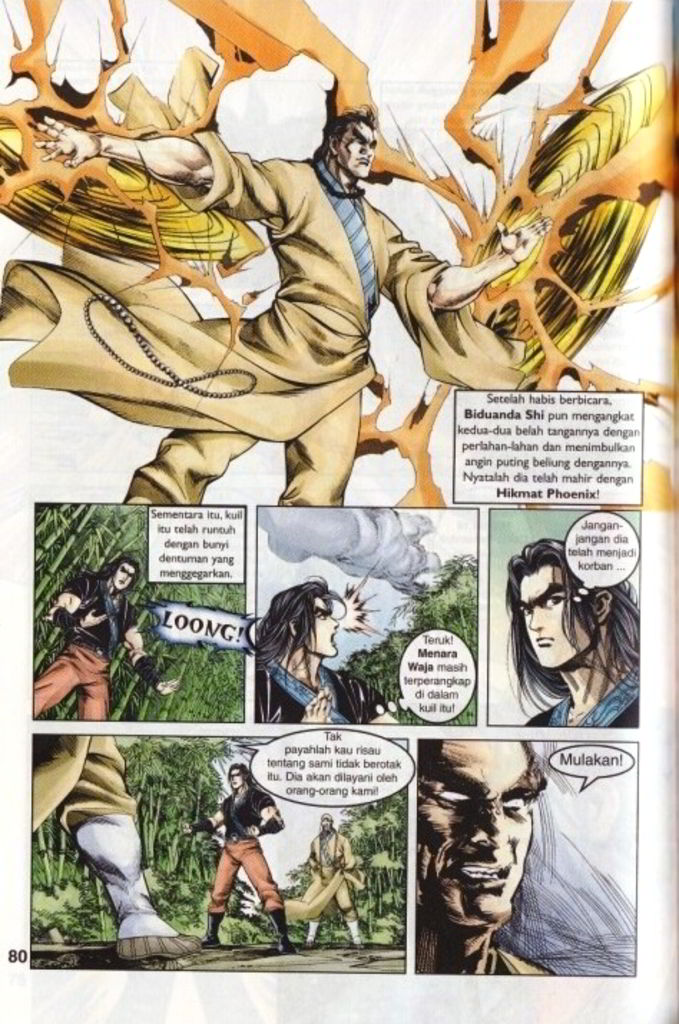 Setelah habis berbicara,
Biduanda Shi pun mengangkat
kedua-dua belah tangannya dengan
perlahan-lahan dan menimbulkan
angin puting beliung dengannya.
Nyatalah dia telah mahir dengan
Hikmat Phoenix!
Sementara itu, kuil
itu telah runtuh
dengan bunyi
dentuman yang
menggegarkan.
LOONG!
Teruk!
Menara
Waja masih
terperangkap
di dalam
kuil itu!
Jangan-
jangan dia
telah menjadi
korban ...
Tak
payahlah kau risau
tentang sami tidak berotak
itu. Dia akan dilayani oleh
orang-orang kami!
Mulakan!
80